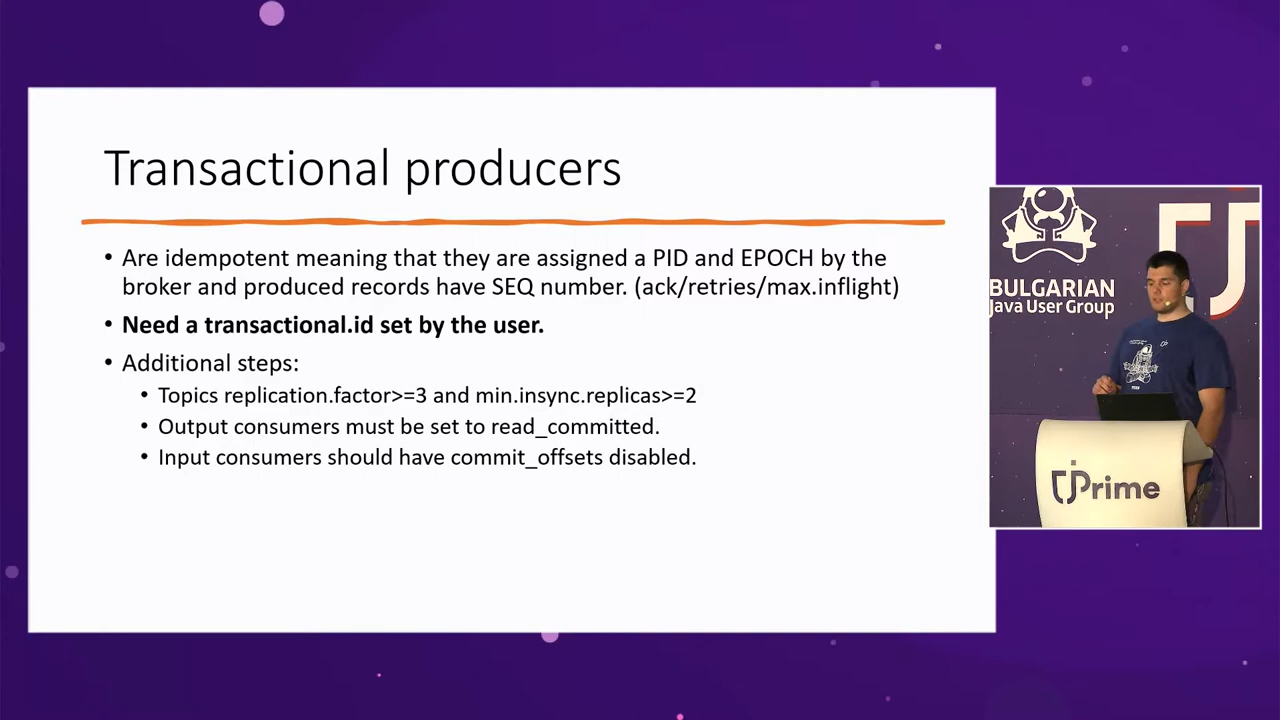 Transactional producers
• Are idempotent meaning that they are assigned a PID and EPOCH by the
broker and produced records have SEQ number. (ack/retries/max.inflight)
• Need a transactional.id set by the user.
• Additional steps:
• Topics replication.factor>=3 and min.insync.replicas>=2
• Output consumers must be set to read_committed.
• Input consumers should have commit_offsets disabled.
BULGARIAN
Java User Group
Prime